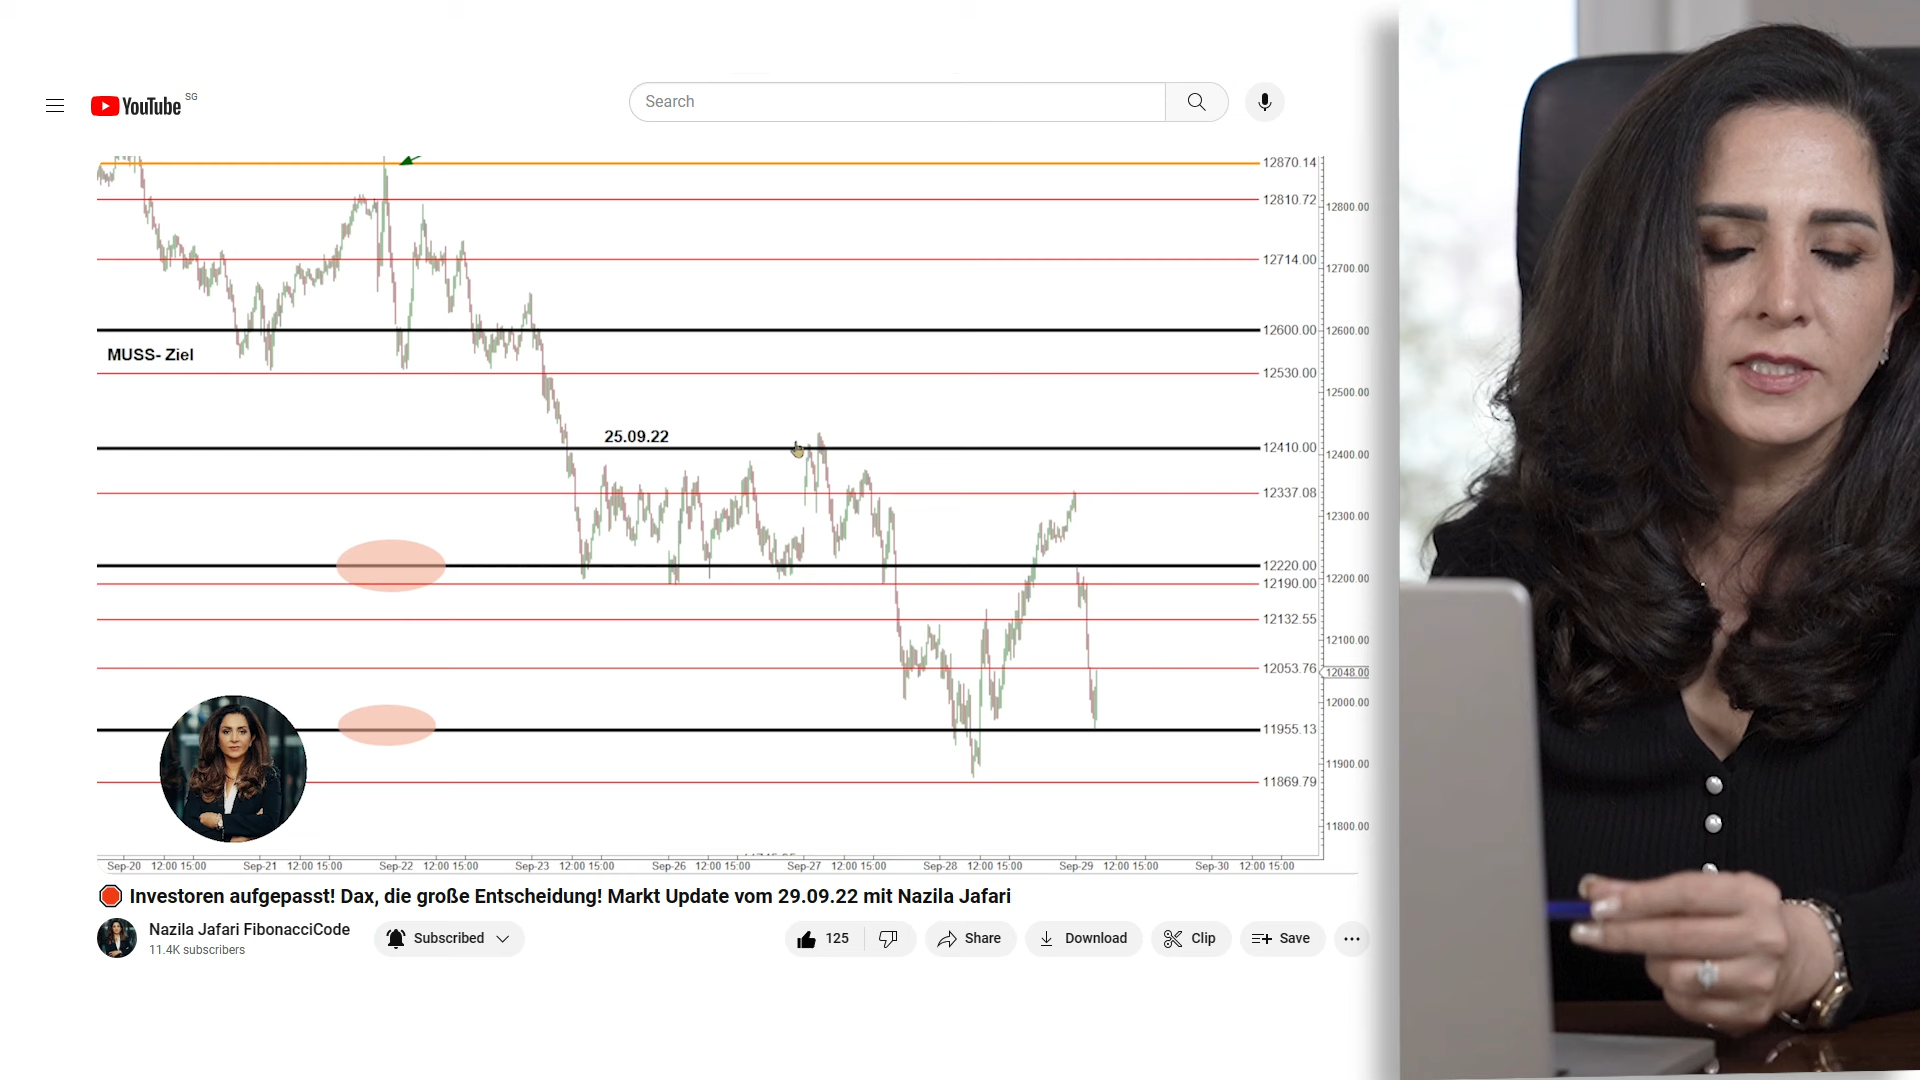 YouTube SG
Search
12870.14
12810.72
12800.00
12714.00
12700.00
12600.00
12600.00
MUSS- Ziel
12530.00
12500.00
25.09.22
12410.00
12400.00
12337.08
12300.00
12220.00
12190.00
12200.00
12132.55
12100.00
12053.76
12048.00
12000.00
11955.13
11900.00
11869.79
11800.00
Sep-20 12:00 15:00 Sep-21 12:00 15:00 Sep-22 12:00 15:00 Sep-23 12:00 15:00 Sep-26 12:00 15:00 Sep-27 12:00 15:00 Sep-28 12:00 15:00 Sep-29 12:00 15:00 Sep-30 12:00 15:00
Investoren aufgepasst! Dax, die große Entscheidung! Markt Update vom 29.09.22 mit Nazila Jafari
Nazila Jafari FibonacciCode
11.4K subscribers
Subscribed
125
Share
Download
Clip
Save